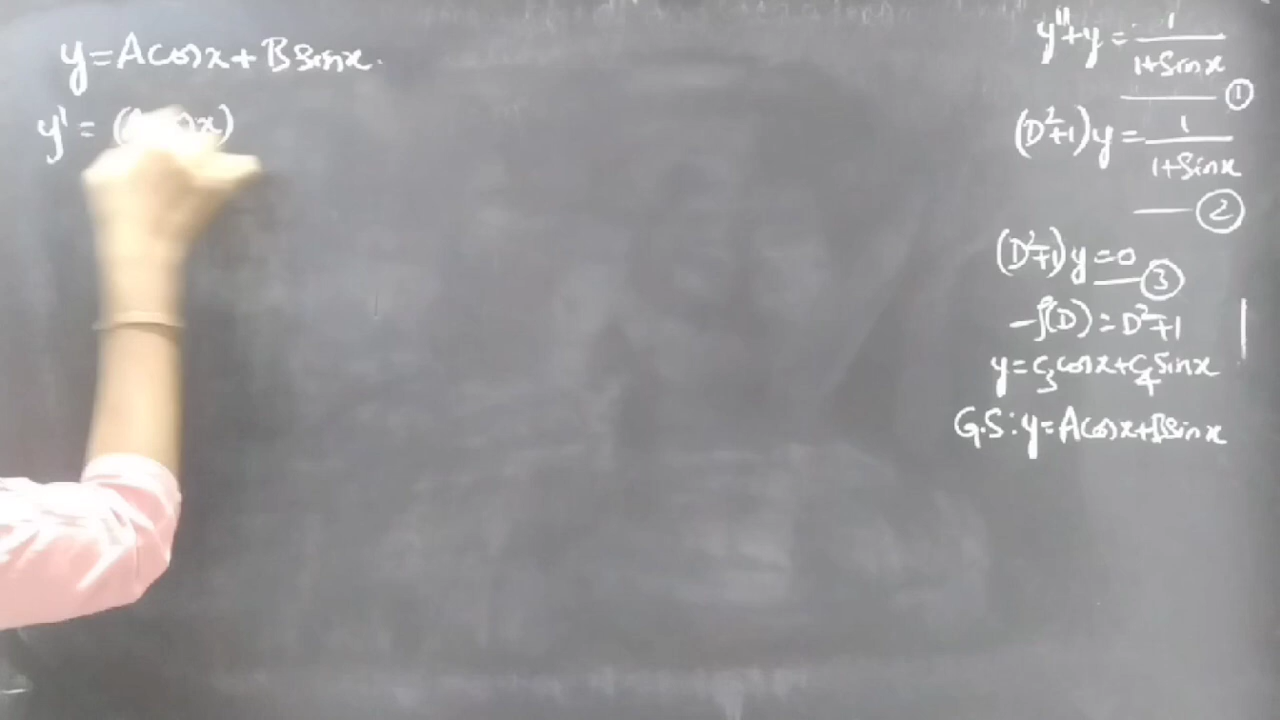 y = A cos x + B sin x.
y' = (
x)
y'' + y = 1/(1+Sin x)
— ①
(D²+1)y = 1/(1+Sin x)
— ②
(D²+1)y = 0 — ③
f(D) = D²+1
y = C₃ cos x + C₄ Sin x
G.S: y = A cos x + B Sin x